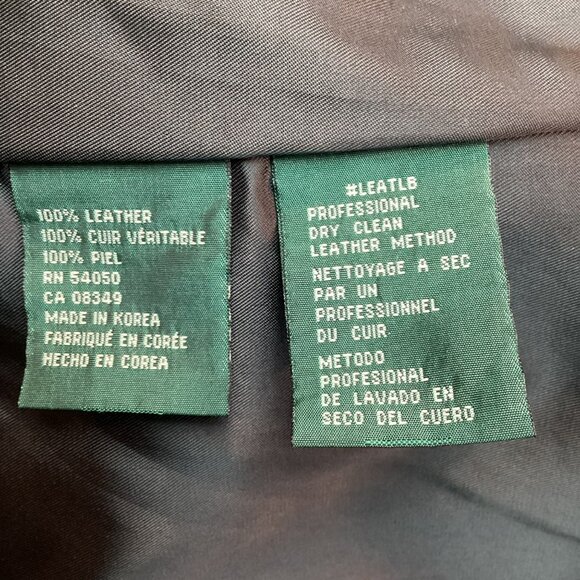 100% LEATHER
100% CUIR VÉRITABLE
100% PIEL
RN 54050
CA 08349
MADE IN KOREA
FABRIQUÉ EN CORÉE
HECHO EN COREA
#LEATLB
PROFESSIONAL
DRY CLEAN
LEATHER METHOD
NETTOYAGE A SEC
PAR UN
PROFESSIONNEL
DU CUIR
METODO
PROFESIONAL
DE LAVADO EN
SECO DEL CUERO